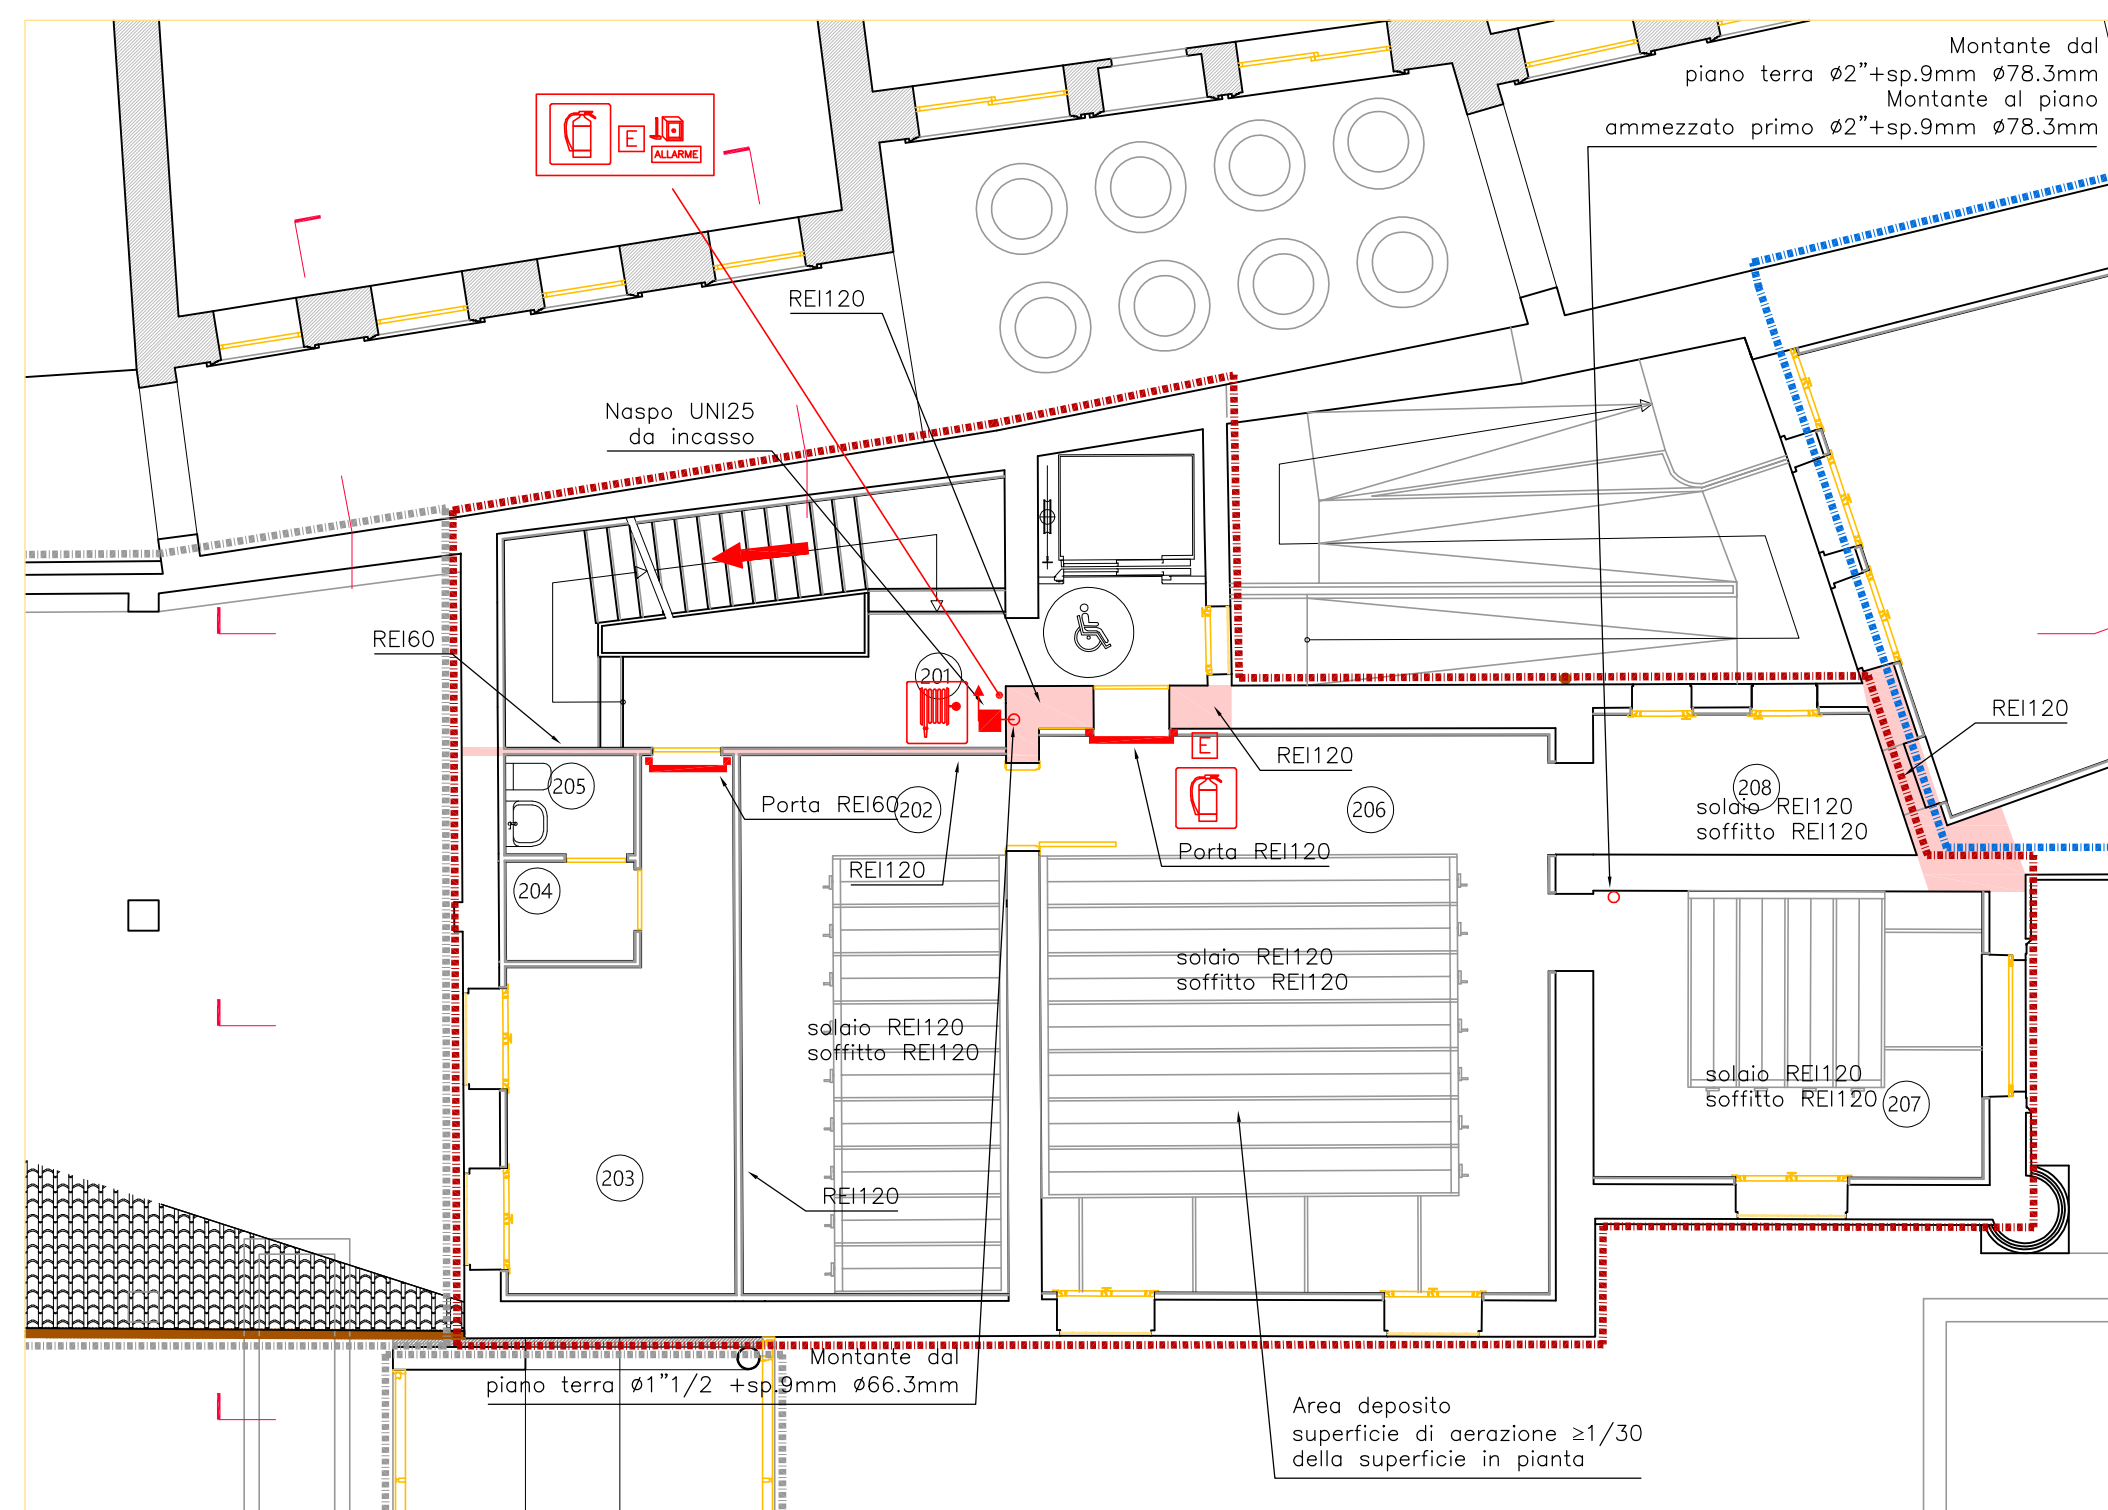 Montante dal
piano terra ø2”+sp.9mm ø78.3mm
Montante al piano
ammezzato primo ø2”+sp.9mm ø78.3mm
E
ALLARME
REI120
Naspo UNI25
da incasso
REI60
201
REI120
E
REI120
205
Porta REI60
202
206
208
solaio REI120
soffitto REI120
Porta REI120
REI120
204
solaio REI120
soffitto REI120
solaio REI120
soffitto REI120
solaio REI120
soffitto REI120
207
203
REI120
Montante dal
piano terra ø1”1/2 +sp.9mm ø66.3mm
Area deposito
superficie di aerazione ≥1/30
della superficie in pianta